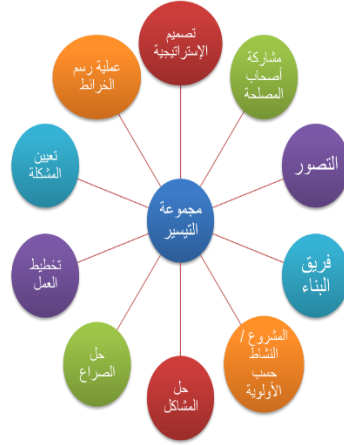 تصميم
الإستراتيجية
مشاركة
أصحاب
المصلحة
التصور
فريق
البناء
المشروع /
النشاط
حسب
الأولوية
حل
المشاكل
حل
الصراع
تخطيط
العمل
تعيين
المشكلة
عملية رسم
الخرائط
مجموعة
التيسير